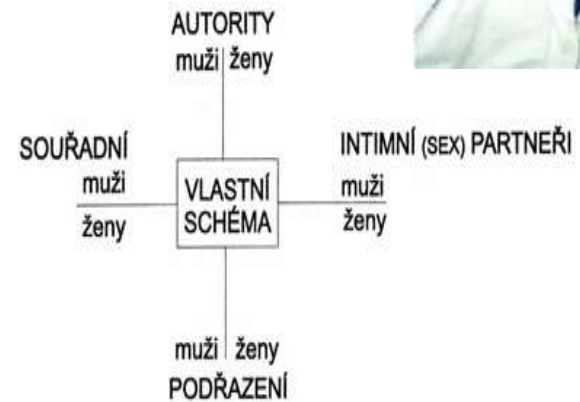 AUTORITY
muži ženy
SOUŘADNÍ
muži
ženy
VLASTNÍ
SCHÉMA
INTIMNÍ (SEX) PARTNEŘI
muži
ženy
muži ženy
PODŘAZENÍ